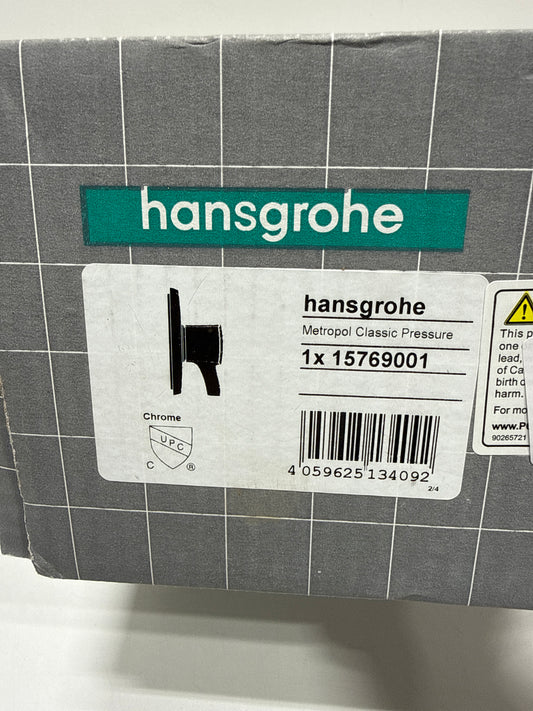 hansgrohe
hansgrohe
Metropol Classic Pressure
1x 15769001
Chrome
UPC
C ®
4 059625 134092
2/4
This p
one
lead,
of Ca
birth
harm.
For mo
www.P
90265721